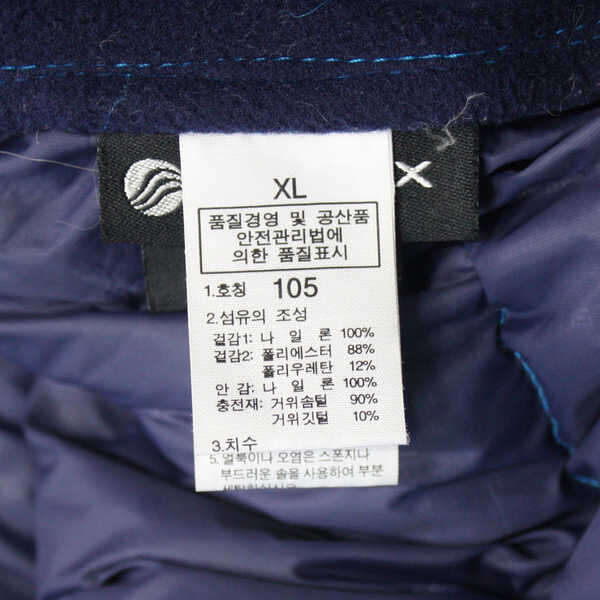 X
XL
품질경영 및 공산품
안전관리법에
의한 품질표시
1.호칭 105
2.섬유의 조성
겉감1: 나 일 론 100%
겉감2: 폴리에스터 88%
폴리우레탄 12%
안 감: 나 일 론 100%
충전재: 거위솜털 90%
거위깃털 10%
3.치수
5. 얼룩이나 오염은 스폰지나
부드러운 솔을 사용하여 부분